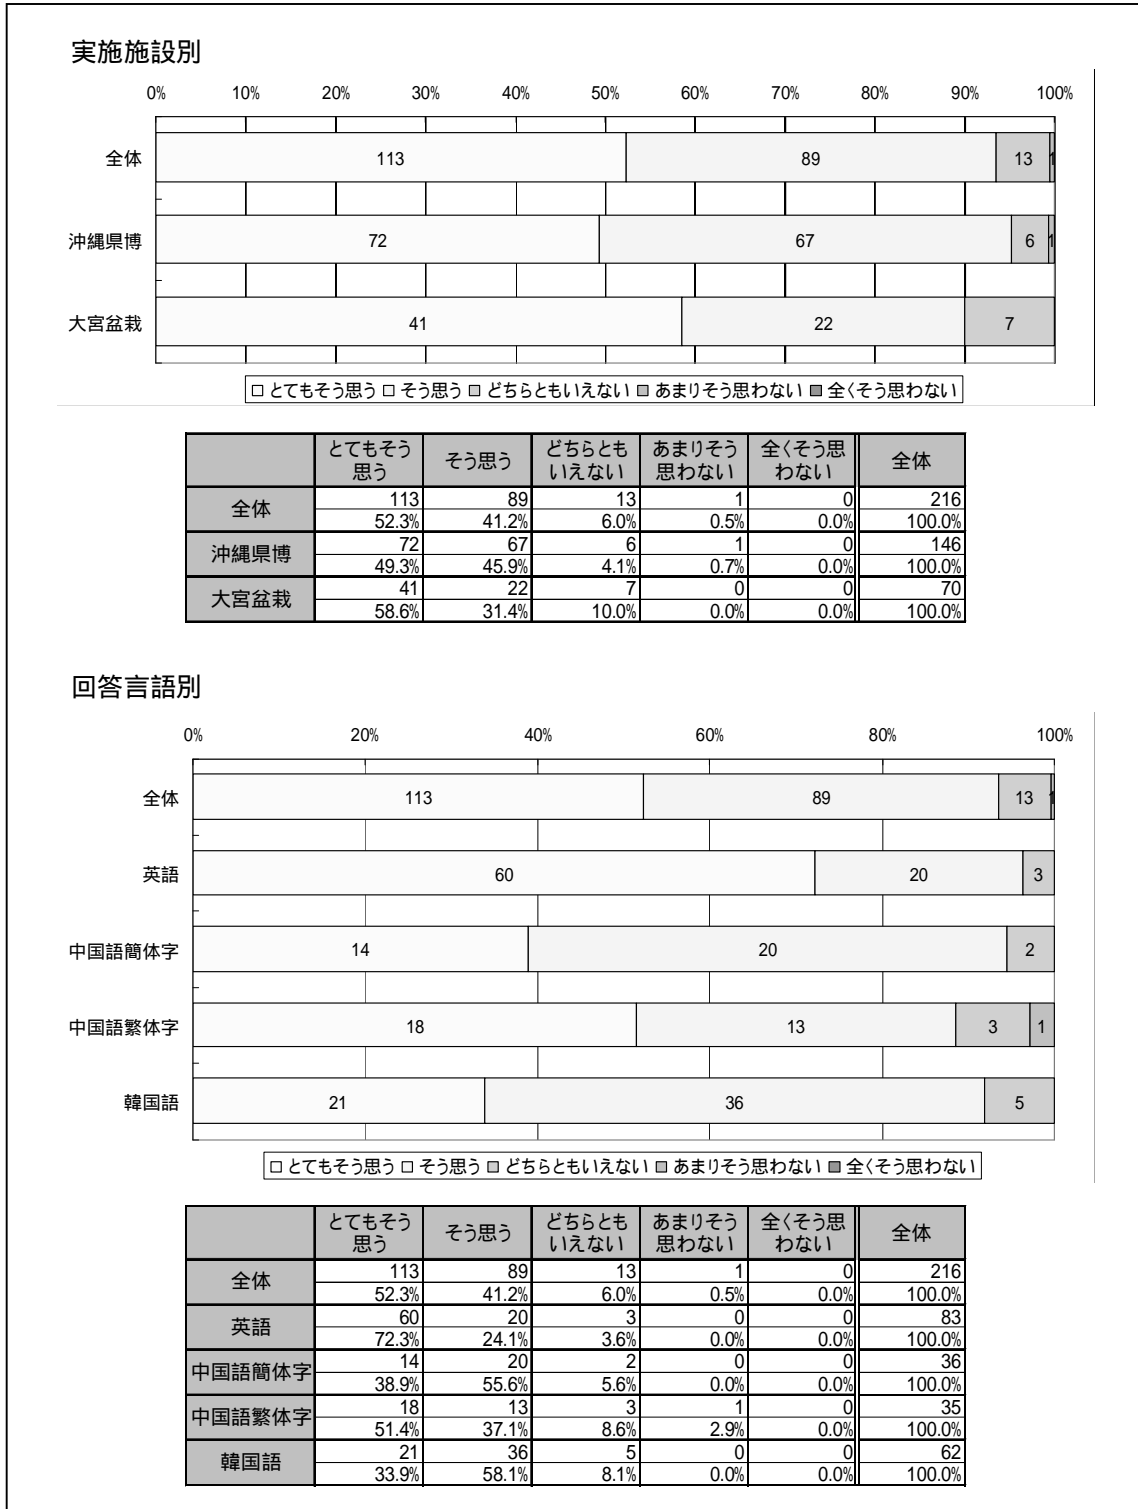 実施施設別
0% 10% 20% 30% 40% 50% 60% 70% 80% 90% 100%
全体 113 89 13 1
沖縄県博 72 67 6 1
大宮盆栽 41 22 7
とてもそう思う そう思う どちらともいえない あまりそう思わない 全くそう思わない
とてもそう思う そう思う どちらともいえない あまりそう思わない 全くそう思わない 全体
全体 113 89 13 1 0 216
52.3% 41.2% 6.0% 0.5% 0.0% 100.0%
沖縄県博 72 67 6 1 0 146
49.3% 45.9% 4.1% 0.7% 0.0% 100.0%
大宮盆栽 41 22 7 0 0 70
58.6% 31.4% 10.0% 0.0% 0.0% 100.0%
回答言語別
0% 20% 40% 60% 80% 100%
全体 113 89 13 1
英語 60 20 3
中国語簡体字 14 20 2
中国語繁体字 18 13 3 1
韓国語 21 36 5
とてもそう思う そう思う どちらともいえない あまりそう思わない 全くそう思わない
とてもそう思う そう思う どちらともいえない あまりそう思わない 全くそう思わない 全体
全体 113 89 13 1 0 216
52.3% 41.2% 6.0% 0.5% 0.0% 100.0%
英語 60 20 3 0 0 83
72.3% 24.1% 3.6% 0.0% 0.0% 100.0%
中国語簡体字 14 20 2 0 0 36
38.9% 55.6% 5.6% 0.0% 0.0% 100.0%
中国語繁体字 18 13 3 1 0 35
51.4% 37.1% 8.6% 2.9% 0.0% 100.0%
韓国語 21 36 5 0 0 62
33.9% 58.1% 8.1% 0.0% 0.0% 100.0%